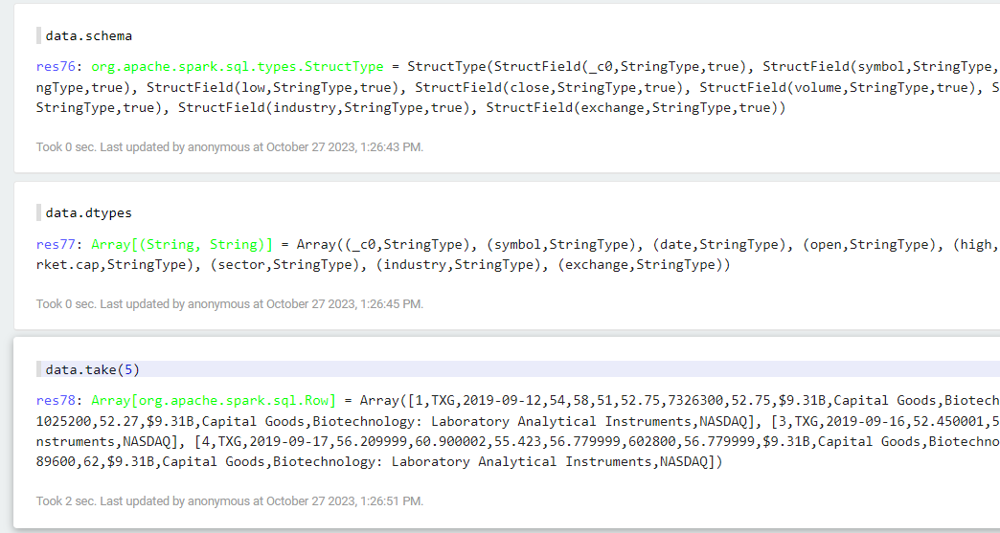 data.schema
res76: org.apache.spark.sql.types.StructType = StructType(StructField(_c0,StringType,true), StructField(symbol,StringType,
ngType,true), StructField(low,StringType,true), StructField(close,StringType,true), StructField(volume,StringType,true), S
StringType,true), StructField(industry,StringType,true), StructField(exchange,StringType,true))
Took 0 sec. Last updated by anonymous at October 27 2023, 1:26:43 PM.
data.dtypes
res77: Array[(String, String)] = Array((_c0,StringType), (symbol,StringType), (date,StringType), (open,StringType), (high,
rket.cap,StringType), (sector,StringType), (industry,StringType), (exchange,StringType))
Took 0 sec. Last updated by anonymous at October 27 2023, 1:26:45 PM.
data.take(5)
res78: Array[org.apache.spark.sql.Row] = Array([1,TXG,2019-09-12,54,58,51,52.75,7326300,52.75,$9.31B,Capital Goods,Biotech
1025200,52.27,$9.31B,Capital Goods,Biotechnology: Laboratory Analytical Instruments,NASDAQ], [3,TXG,2019-09-16,52.450001,5
nstruments,NASDAQ], [4,TXG,2019-09-17,56.209999,60.900002,55.423,56.779999,602800,56.779999,$9.31B,Capital Goods,Biotechno
89600,62,$9.31B,Capital Goods,Biotechnology: Laboratory Analytical Instruments,NASDAQ])
Took 2 sec. Last updated by anonymous at October 27 2023, 1:26:51 PM.